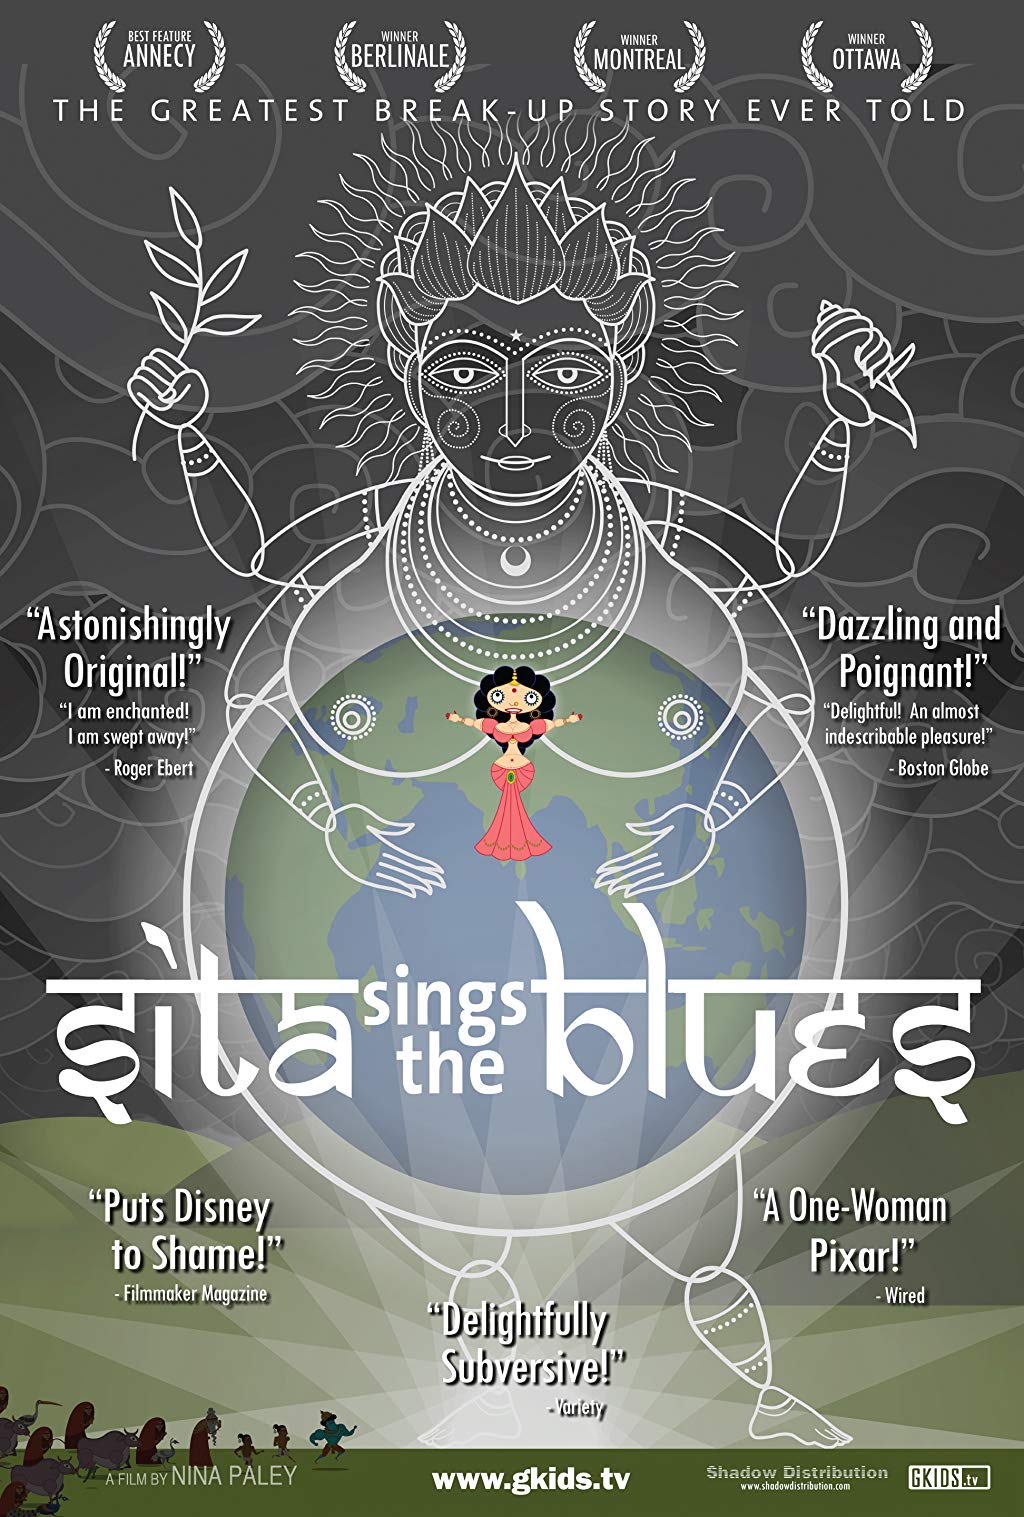 BEST FEATURE
ANNECY
WINNER
BERLINALE
WINNER
MONTREAL
WINNER
OTTAWA
THE GREATEST BREAK-UP STORY EVER TOLD
“Astonishingly
Original!”
“I am enchanted!
I am swept away!”
- Roger Ebert
“Dazzling and
Poignant!”
“Delightful! An almost
indescribable pleasure!”
- Boston Globe
sita sings the blues
“Puts Disney
to Shame!”
- Filmmaker Magazine
“A One-Woman
Pixar!”
- Wired
“Delightfully
Subversive!”
- Variety
A FILM BY NINA PALEY
www.gkids.tv
Shadow Distribution
www.shadowdistribution.com
GKIDS.tv